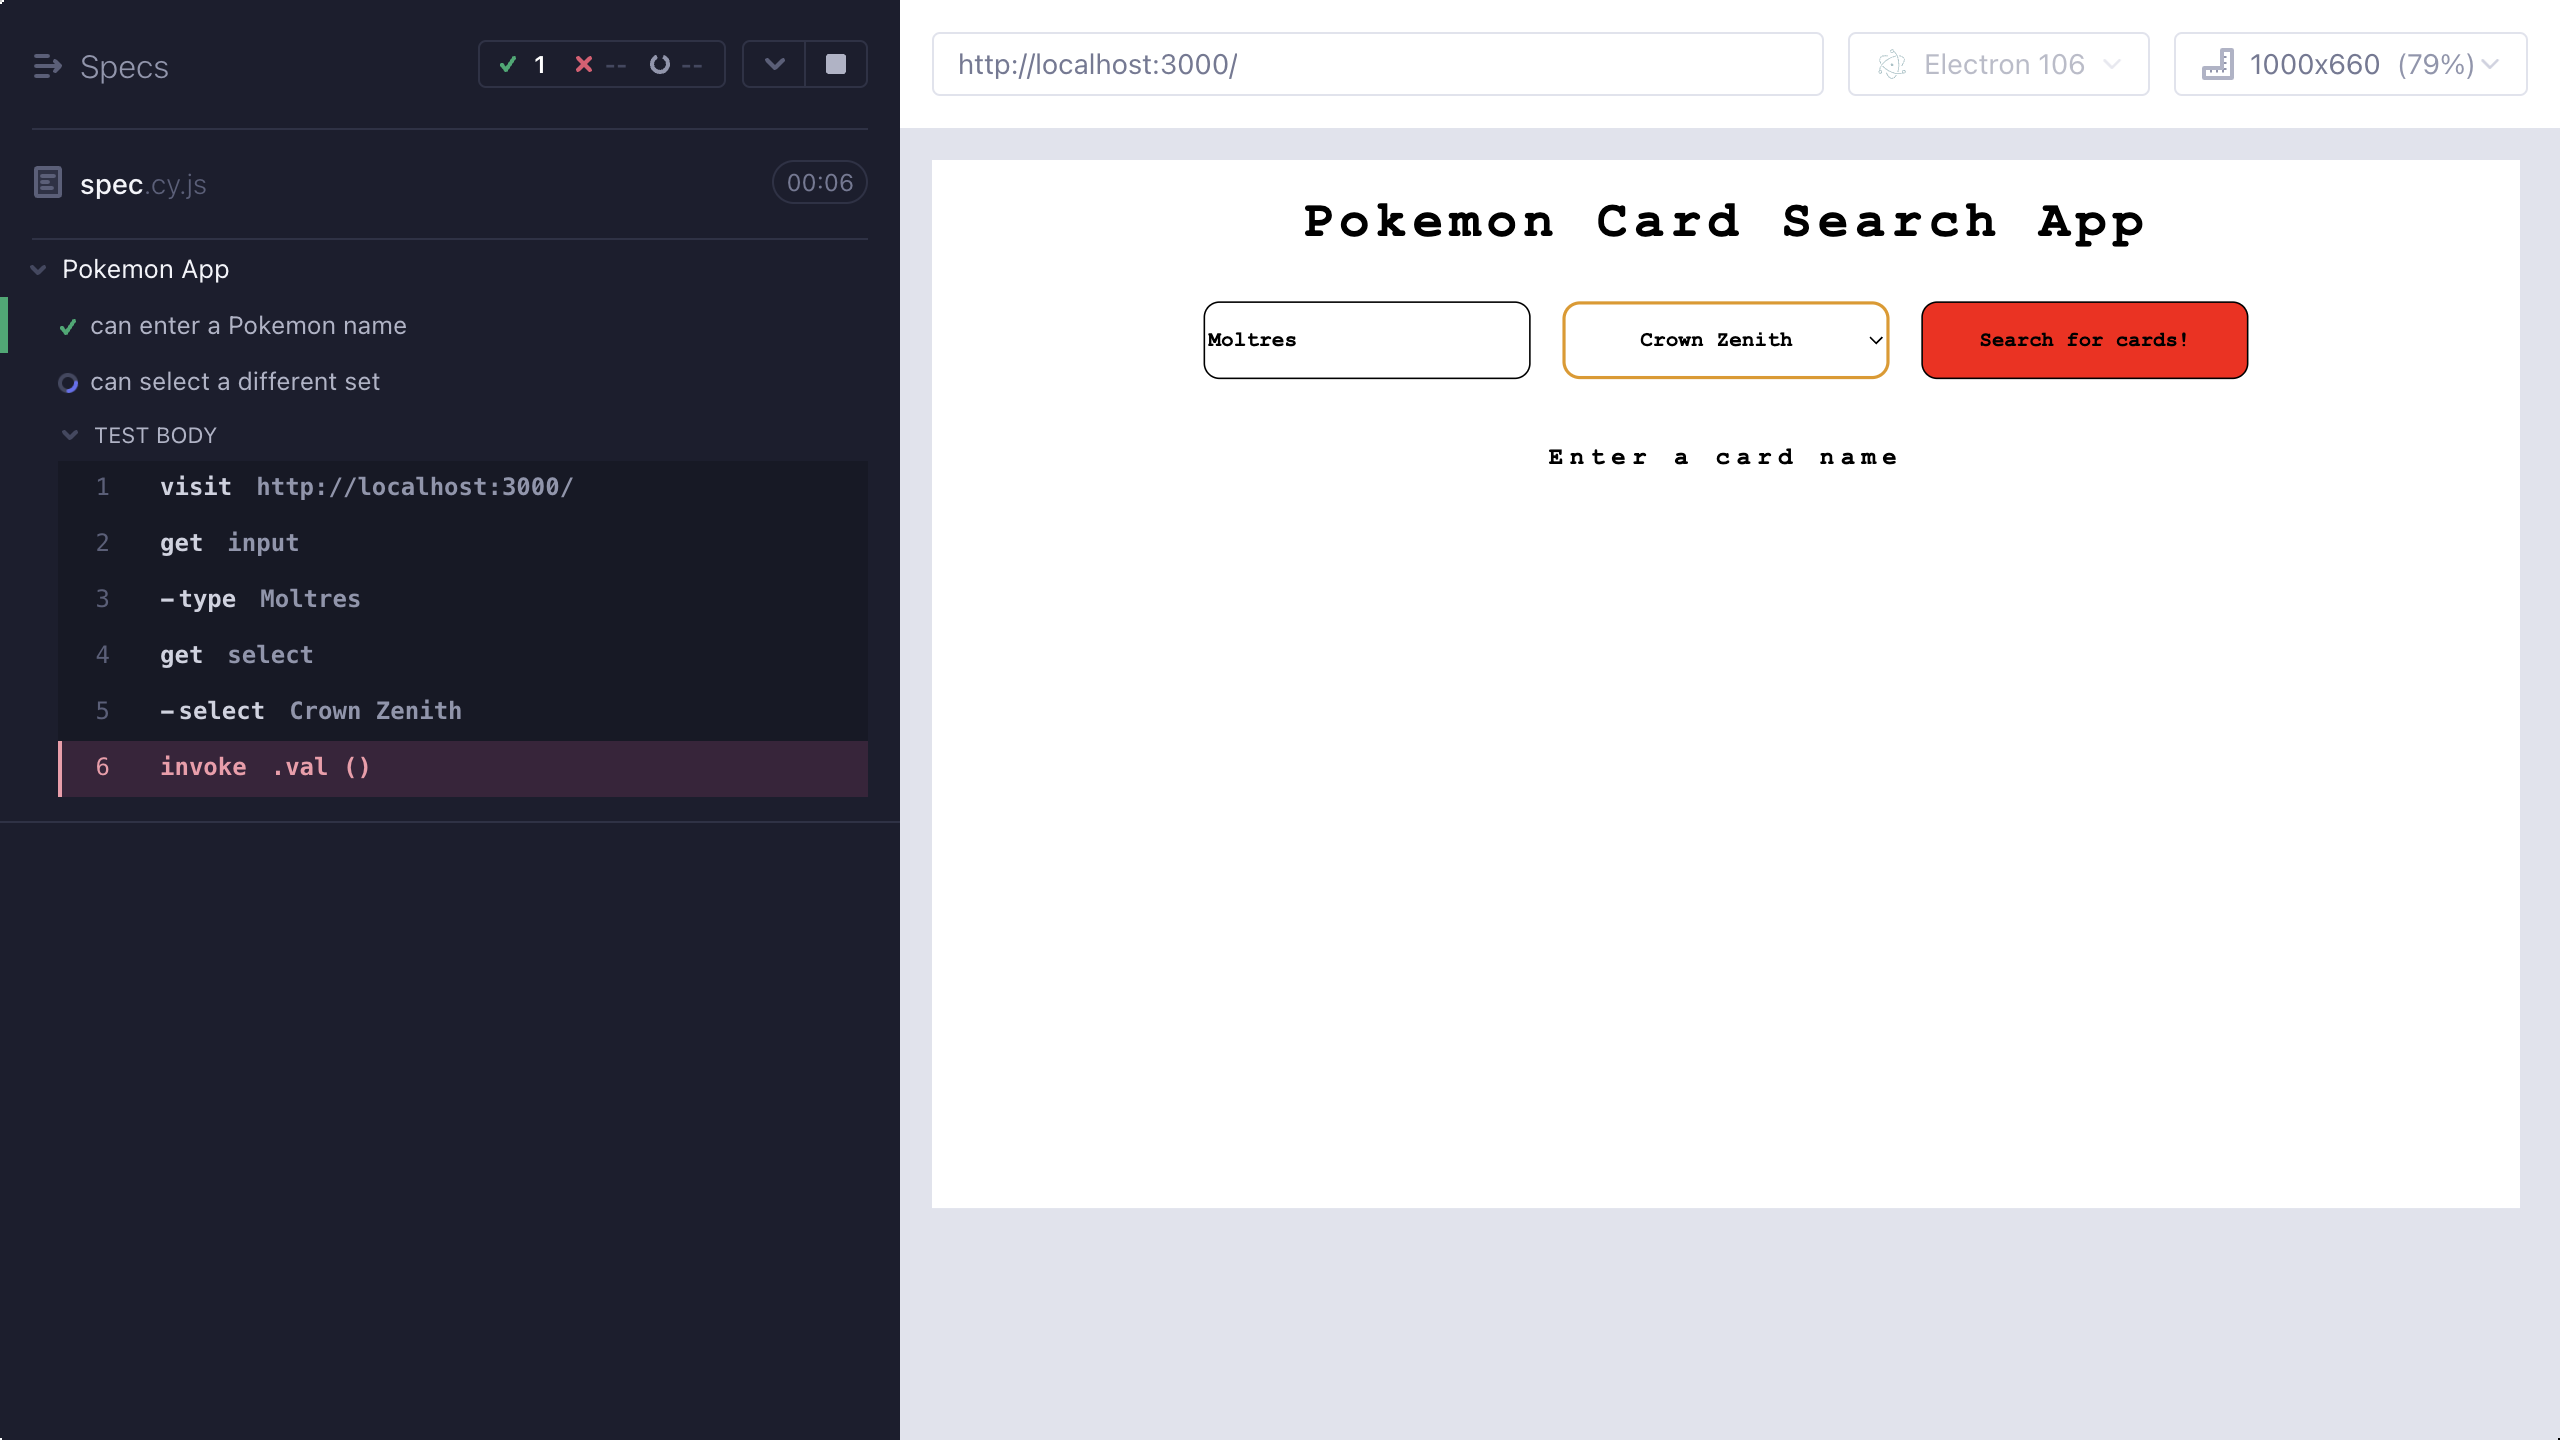 Specs
1 -- --
spec.cy.js
00:06
Pokemon App
can enter a Pokemon name
can select a different set
TEST BODY
1 visit http://localhost:3000/
2 get input
3 -type Moltres
4 get select
5 -select Crown Zenith
6 invoke .val ()
http://localhost:3000/
Electron 106
1000x660 (79%)
Pokemon Card Search App
Moltres
Crown Zenith
Search for cards!
Enter a card name